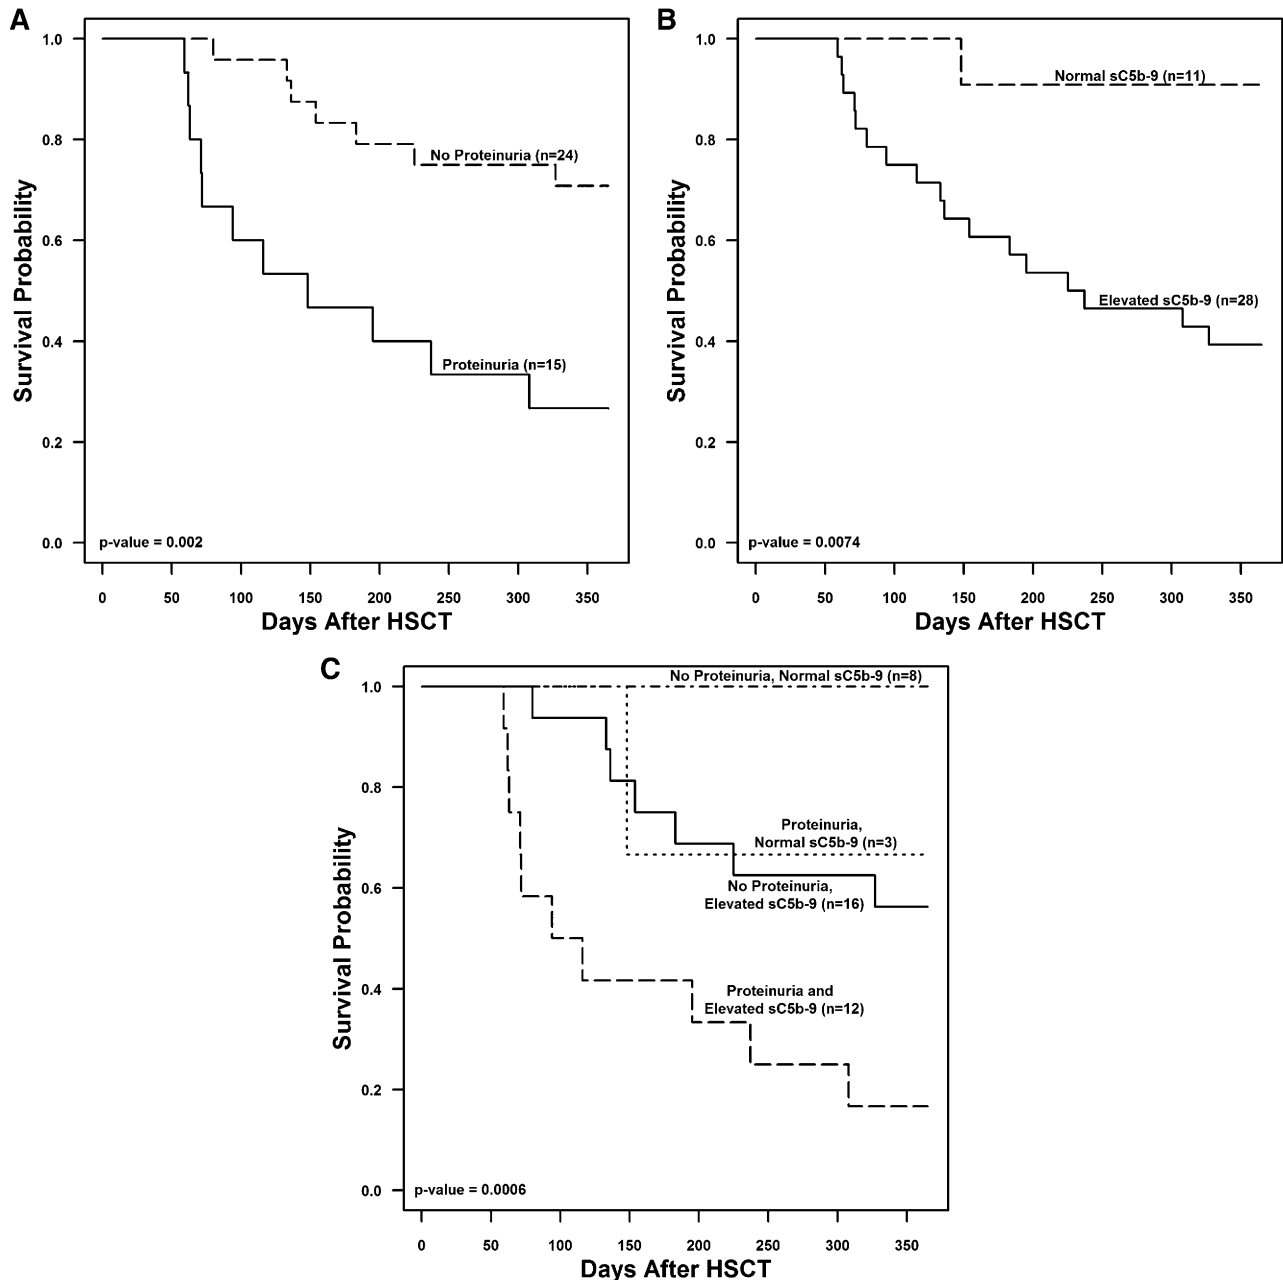 A
1.0
0.8
0.6
0.4
0.2
0.0
Survival Probability
No Proteinuria (n=24)
Proteinuria (n=15)
p-value = 0.002
0 50 100 150 200 250 300 350
Days After HSCT
B
1.0
0.8
0.6
0.4
0.2
0.0
Survival Probability
Normal sC5b-9 (n=11)
Elevated sC5b-9 (n=28)
p-value = 0.0074
0 50 100 150 200 250 300 350
Days After HSCT
C
1.0
0.8
0.6
0.4
0.2
0.0
Survival Probability
No Proteinuria, Normal sC5b-9 (n=8)
Proteinuria,
Normal sC5b-9 (n=3)
No Proteinuria,
Elevated sC5b-9 (n=16)
Proteinuria and
Elevated sC5b-9 (n=12)
p-value = 0.0006
0 50 100 150 200 250 300 350
Days After HSCT